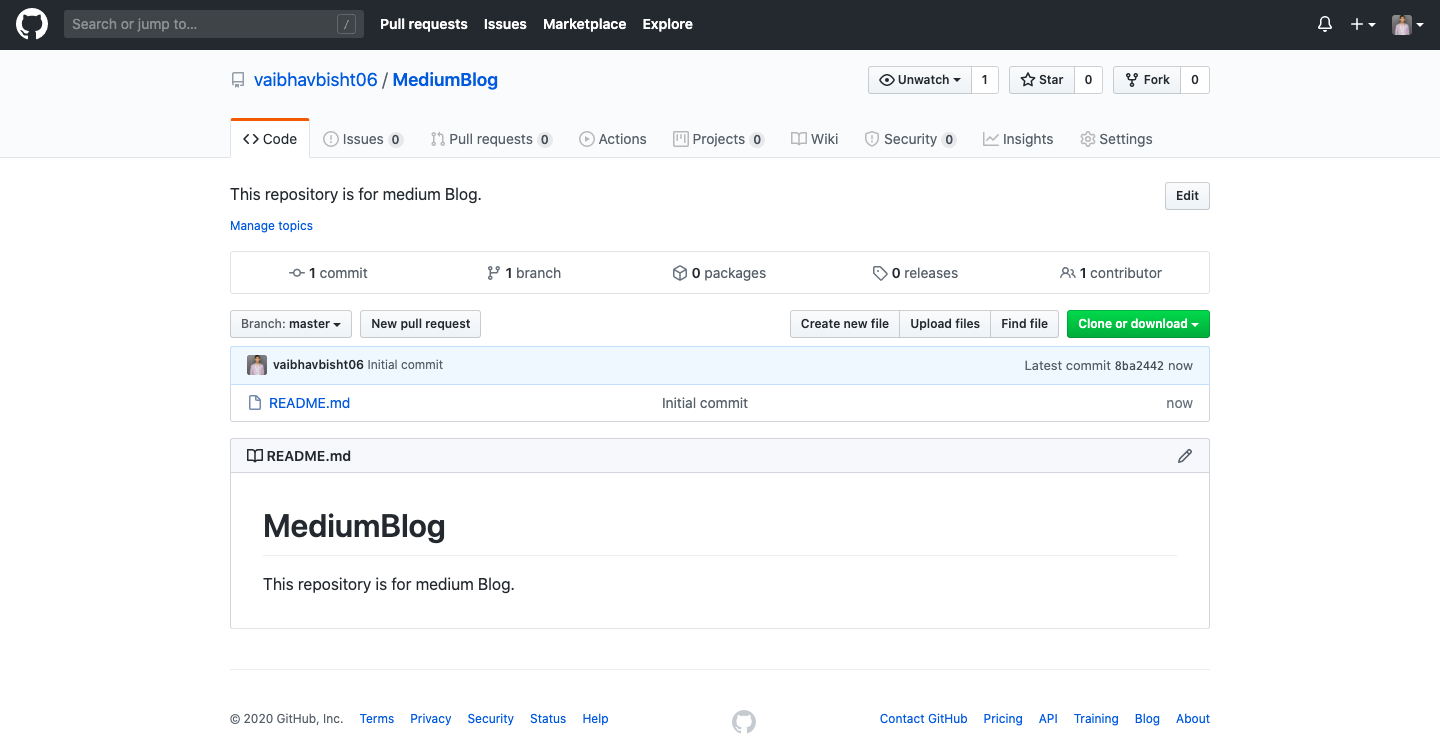 Search or jump to... /
Pull requests Issues Marketplace Explore
vaibhavbisht06 / MediumBlog
Unwatch 1 Star 0 Fork 0
Code Issues 0 Pull requests 0 Actions Projects 0 Wiki Security 0 Insights Settings
This repository is for medium Blog.
Edit
Manage topics
1 commit 1 branch 0 packages 0 releases 1 contributor
Branch: master New pull request Create new file Upload files Find file Clone or download
vaibhavbisht06 Initial commit Latest commit 8ba2442 now
README.md Initial commit now
README.md
MediumBlog
This repository is for medium Blog.
© 2020 GitHub, Inc. Terms Privacy Security Status Help Contact GitHub Pricing API Training Blog About